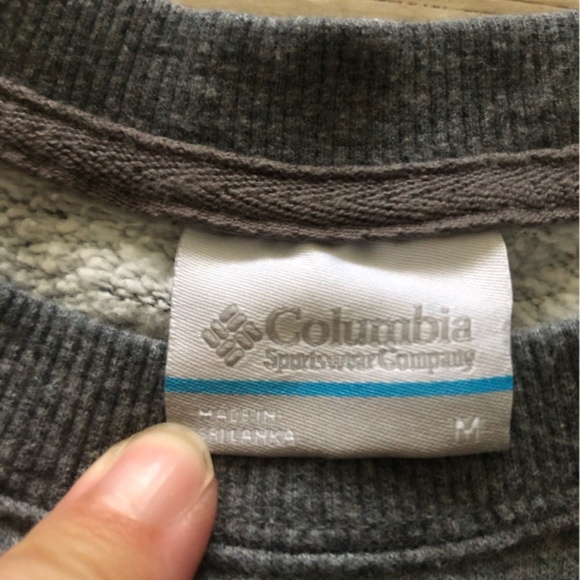 Columbia
Sportswear Company
MADE IN
SRI LANKA
M